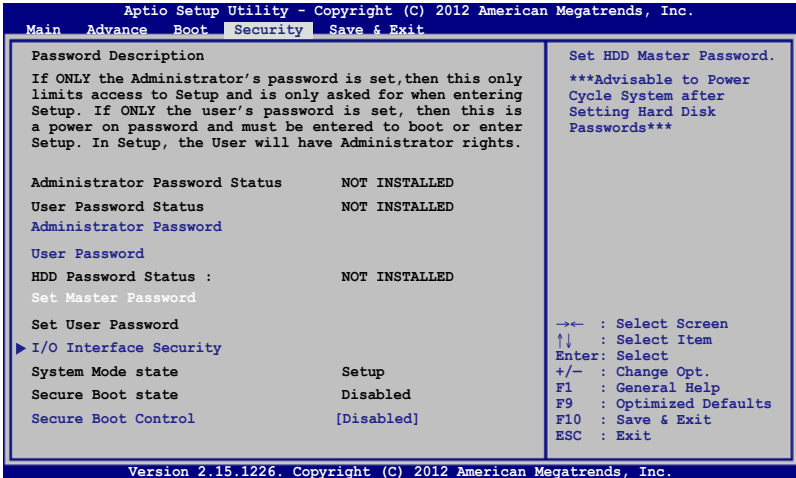 Aptio Setup Utility - Copyright (C) 2012 American Megatrends, Inc.
Main Advance Boot Security Save & Exit
Password Description
If ONLY the Administrator's password is set,then this only
limits access to Setup and is only asked for when entering
Setup. If ONLY the user's password is set, then this is
a power on password and must be entered to boot or enter
Setup. In Setup, the User will have Administrator rights.
Administrator Password Status NOT INSTALLED
User Password Status NOT INSTALLED
Administrator Password
User Password
HDD Password Status : NOT INSTALLED
Set Master Password
Set User Password
I/O Interface Security
System Mode state Setup
Secure Boot state Disabled
Secure Boot Control [Disabled]
Set HDD Master Password.
***Advisable to Power
Cycle System after
Setting Hard Disk
Passwords***
→← : Select Screen
↑↓ : Select Item
Enter: Select
+/— : Change Opt.
F1 : General Help
F9 : Optimized Defaults
F10 : Save & Exit
ESC : Exit
Version 2.15.1226. Copyright (C) 2012 American Megatrends, Inc.